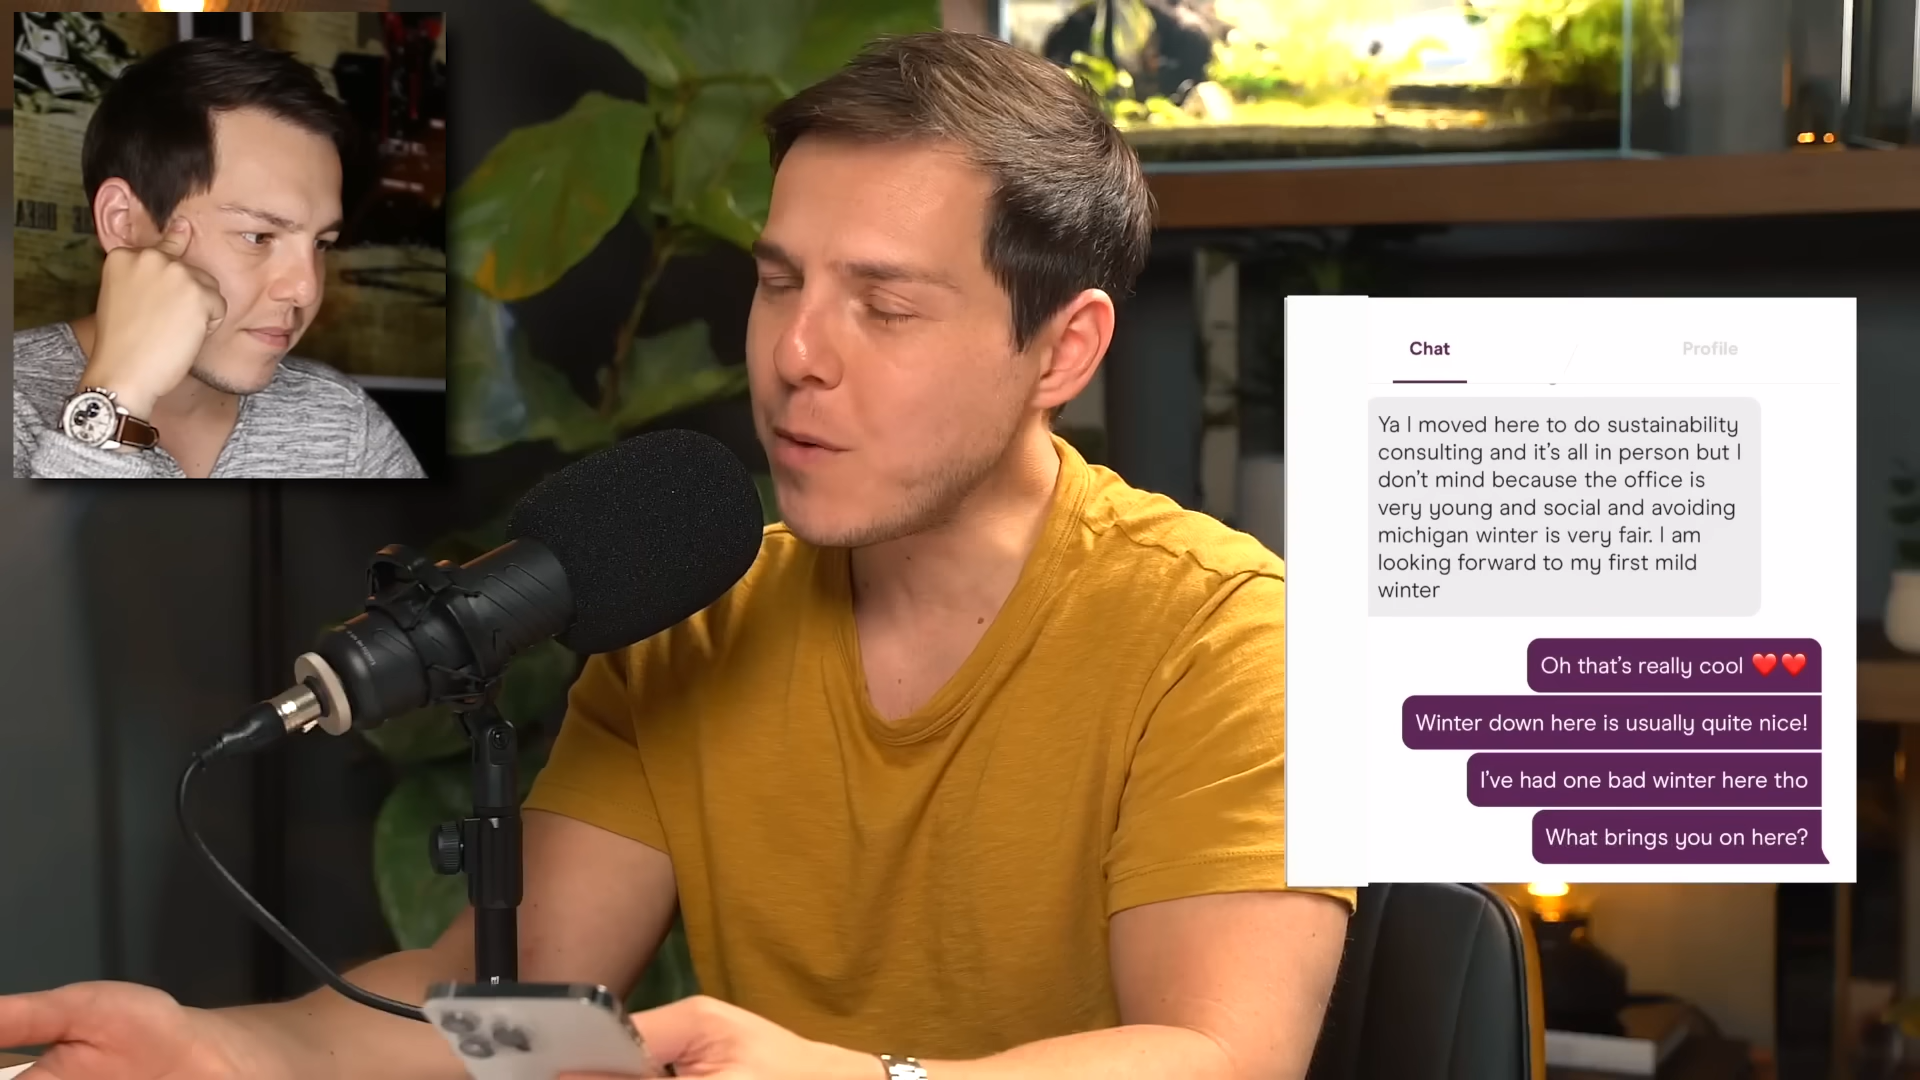 Chat
Profile
Ya I moved here to do sustainability
consulting and it's all in person but I
don't mind because the office is
very young and social and avoiding
michigan winter is very fair. I am
looking forward to my first mild
winter
Oh that's really cool ❤️❤️
Winter down here is usually quite nice!
I've had one bad winter here tho
What brings you on here?